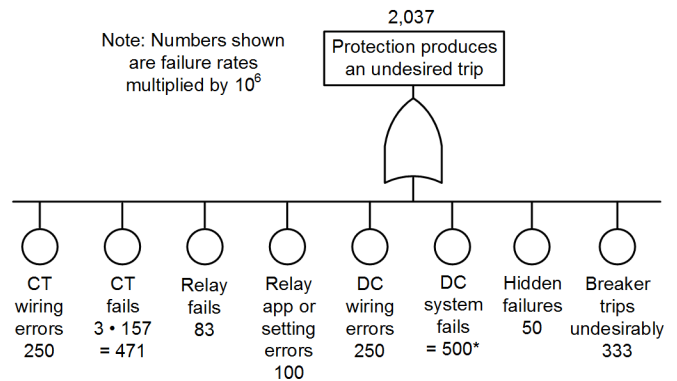 2,037
Note: Numbers shown
are failure rates
multiplied by 10⁶
Protection produces
an undesired trip
CT
wiring
errors
250
CT
fails
3 • 157
= 471
Relay
fails
83
Relay
app or
setting
errors
100
DC
wiring
errors
250
DC
system
fails
= 500*
Hidden
failures
50
Breaker
trips
undesirably
333